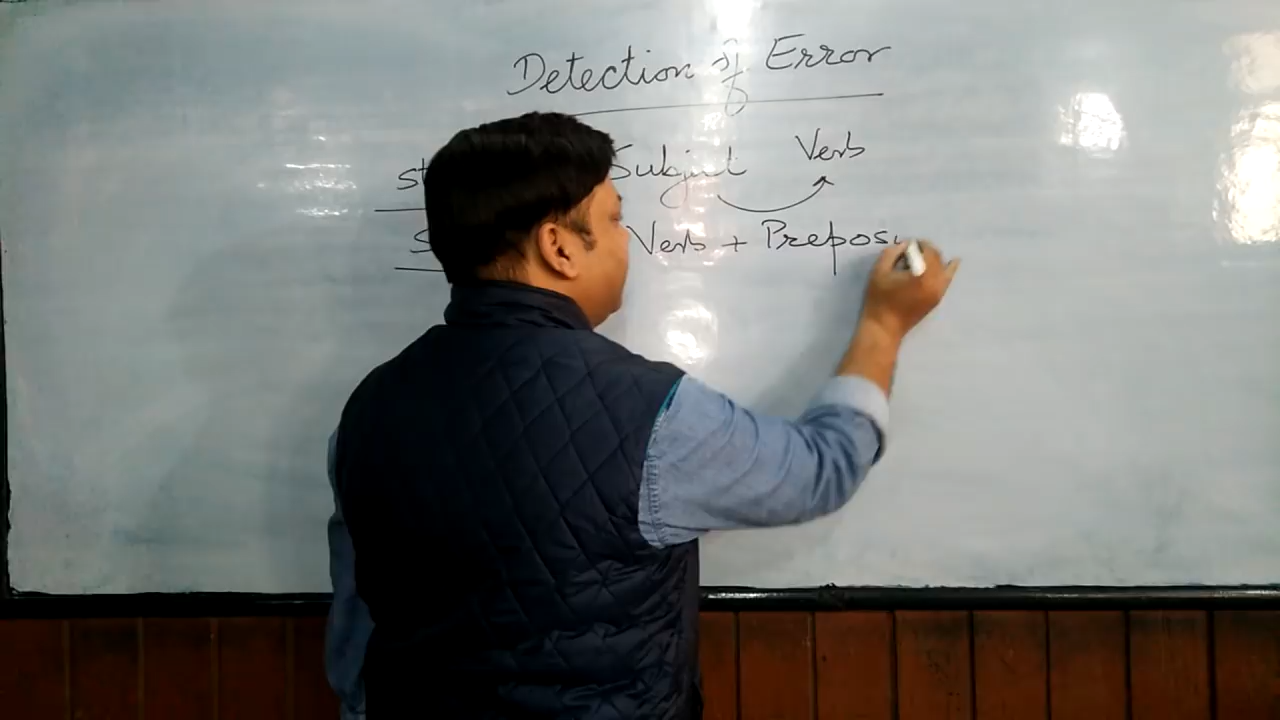 Detection of Error
Subject Verb
Verb + Preposi